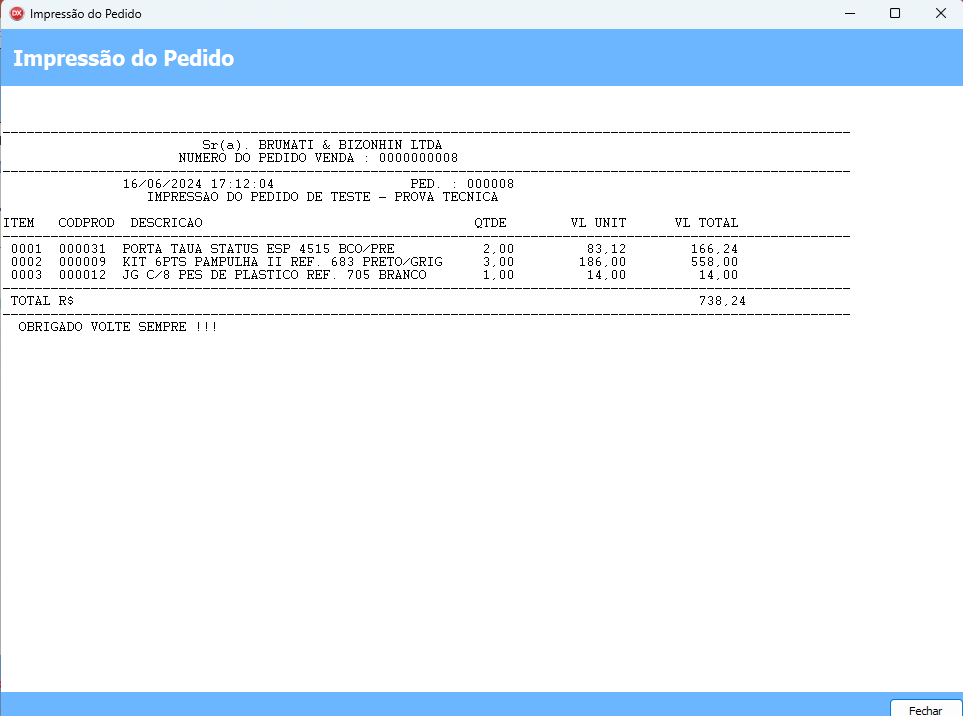 Impressão do Pedido
Impressão do Pedido
Sr(a). BRUMATI & BIZONHIN LTDA
NUMERO DO PEDIDO VENDA : 0000000008
16/06/2024 17:12:04 PED. : 000008
IMPRESSAO DO PEDIDO DE TESTE - PROVA TECNICA
ITEM CODPROD DESCRICAO QTDE VL UNIT VL TOTAL
0001 000031 PORTA TAUA STATUS ESP 4515 BCO/PRE 2,00 83,12 166,24
0002 000009 KIT 6PTS PAMPULHA II REF. 683 PRETO/GRIG 3,00 186,00 558,00
0003 000012 JG C/8 PES DE PLASTICO REF. 705 BRANCO 1,00 14,00 14,00
TOTAL R$ 738,24
OBRIGADO VOLTE SEMPRE !!!
Fechar